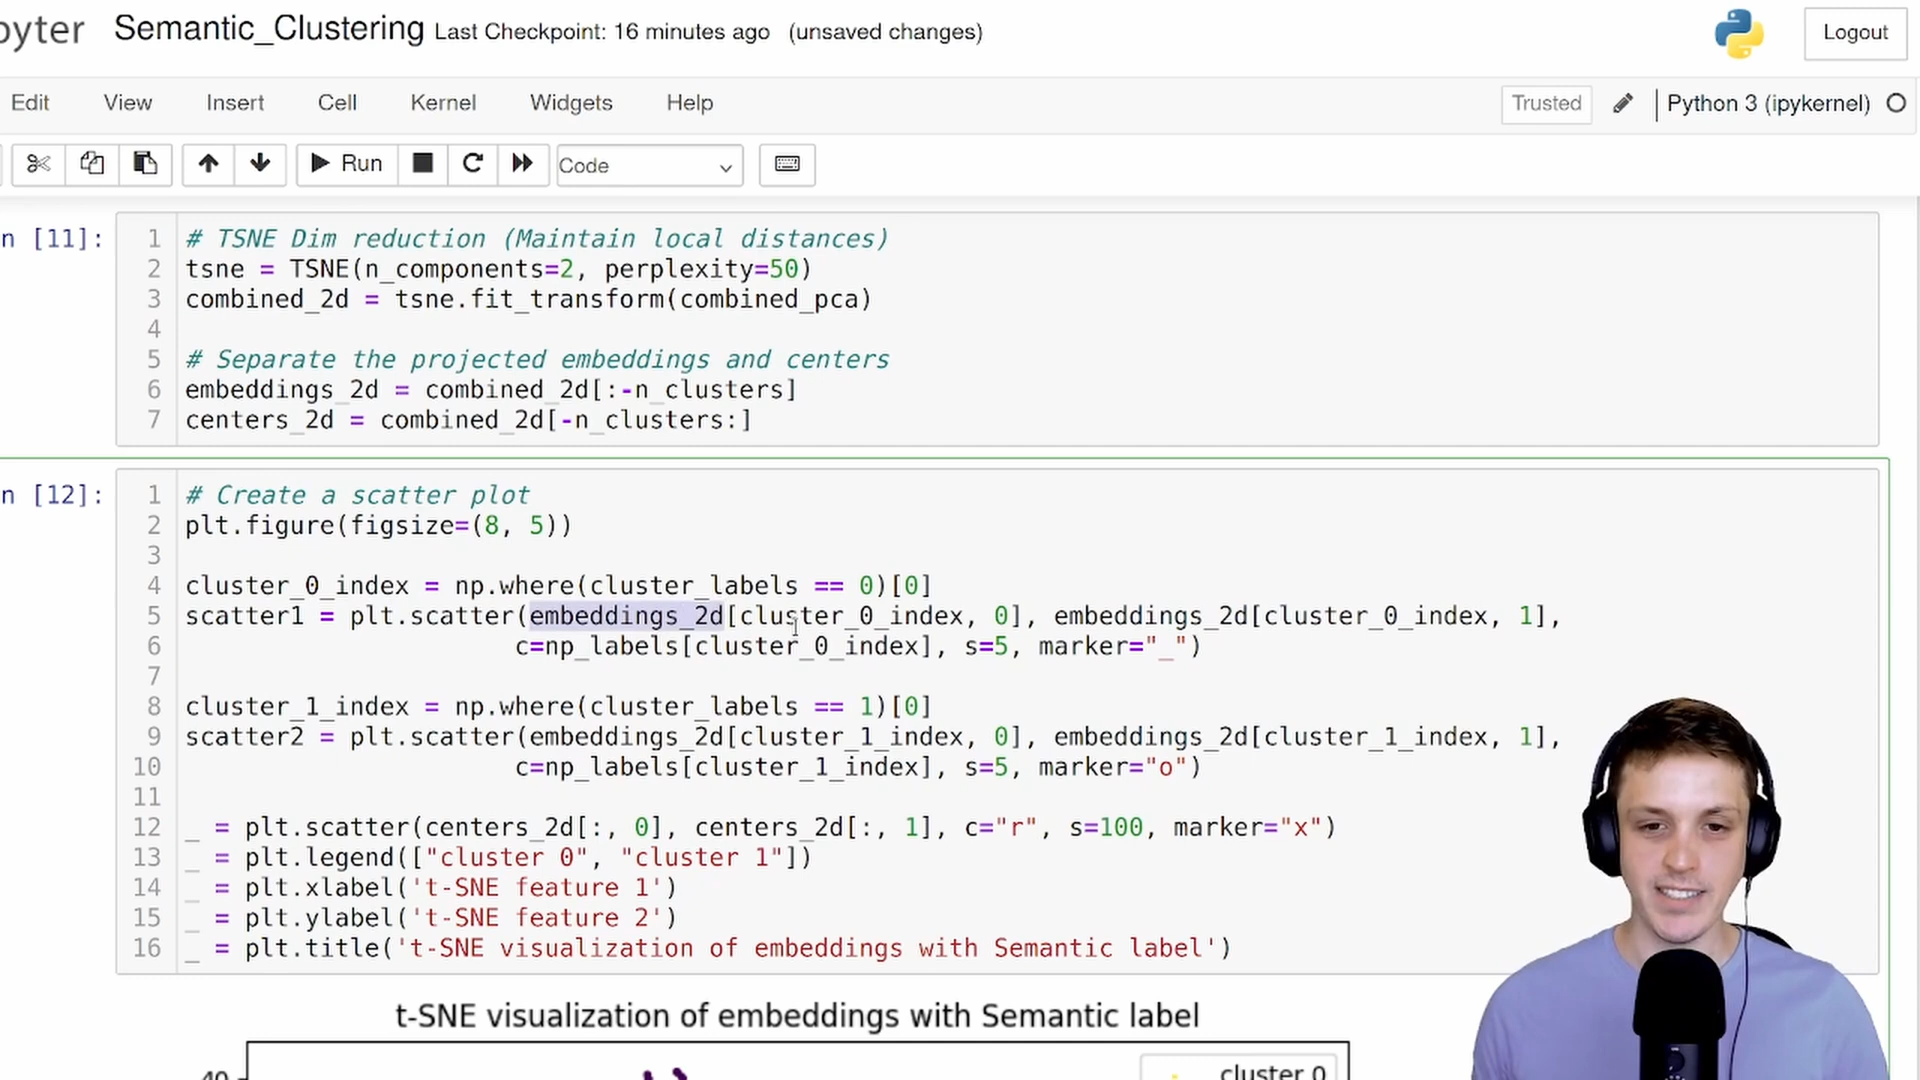 pyter Semantic_Clustering Last Checkpoint: 16 minutes ago (unsaved changes) Logout
Edit View Insert Cell Kernel Widgets Help Trusted Python 3 (ipykernel)
Run Code
n [11]:
1 # TSNE Dim reduction (Maintain local distances)
2 tsne = TSNE(n_components=2, perplexity=50)
3 combined_2d = tsne.fit_transform(combined_pca)
4
5 # Separate the projected embeddings and centers
6 embeddings_2d = combined_2d[:-n_clusters]
7 centers_2d = combined_2d[-n_clusters:]
n [12]:
1 # Create a scatter plot
2 plt.figure(figsize=(8, 5))
3
4 cluster_0_index = np.where(cluster_labels == 0)[0]
5 scatter1 = plt.scatter(embeddings_2d[cluster_0_index, 0], embeddings_2d[cluster_0_index, 1],
6 c=np_labels[cluster_0_index], s=5, marker="_")
7
8 cluster_1_index = np.where(cluster_labels == 1)[0]
9 scatter2 = plt.scatter(embeddings_2d[cluster_1_index, 0], embeddings_2d[cluster_1_index, 1],
10 c=np_labels[cluster_1_index], s=5, marker="o")
11
12 _ = plt.scatter(centers_2d[:, 0], centers_2d[:, 1], c="r", s=100, marker="x")
13 _ = plt.legend(["cluster 0", "cluster 1"])
14 _ = plt.xlabel('t-SNE feature 1')
15 _ = plt.ylabel('t-SNE feature 2')
16 _ = plt.title('t-SNE visualization of embeddings with Semantic label')
t-SNE visualization of embeddings with Semantic label
40
cluster 0